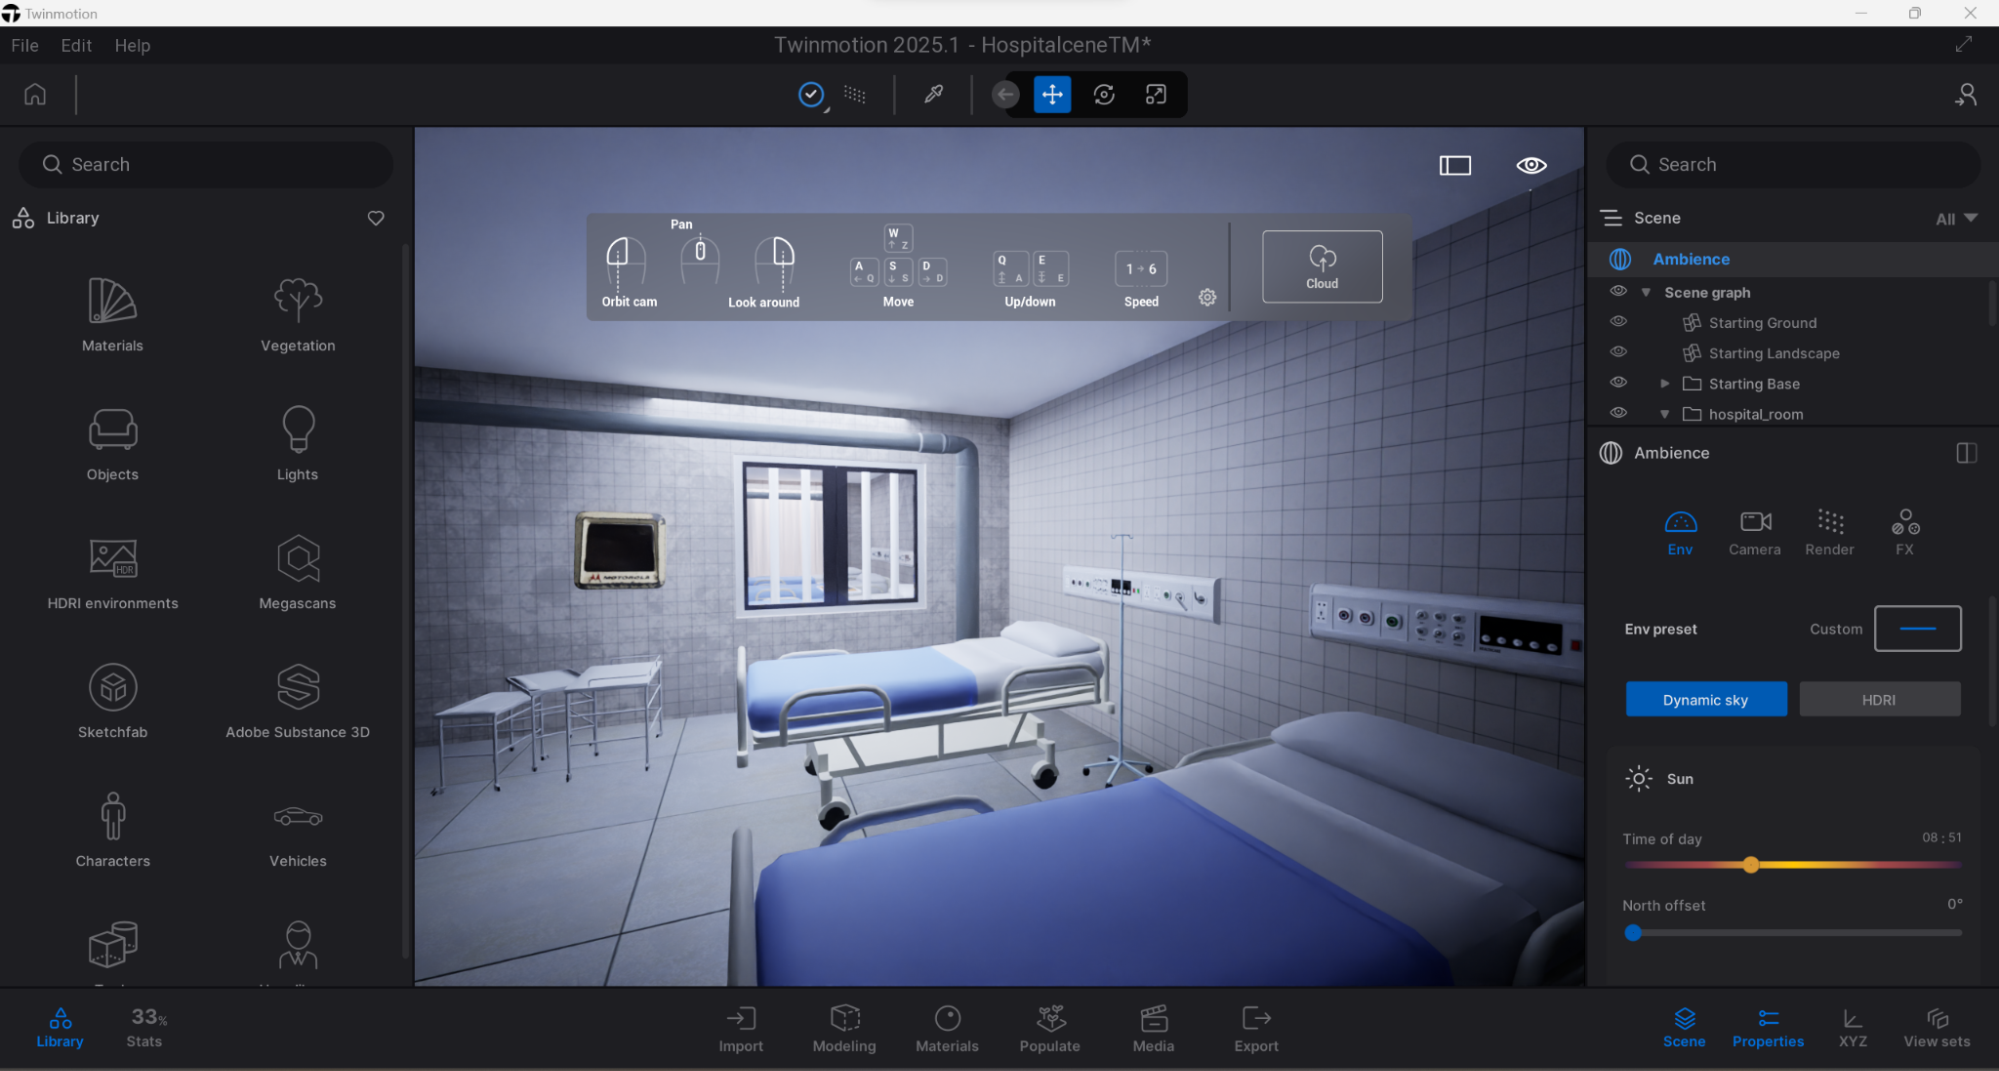 Twinmotion
File Edit Help
Twinmotion 2025.1 - HospitalceneTM*
Search
Library
Materials
Vegetation
Objects
Lights
HDR
HDRI environments
Megascans
Sketchfab
Adobe Substance 3D
Characters
Vehicles
Pan
Orbit cam
Look around
W
↑ Z
A
← Q
S
↓ S
D
→ D
Move
Q
A
E
E
Up/down
1 → 6
Speed
Cloud
MOTOROLA
Search
Scene
All
Ambience
Scene graph
Starting Ground
Starting Landscape
Starting Base
hospital_room
Ambience
Env Camera Render FX
Env preset Custom
Dynamic sky HDRI
Sun
Time of day 08 : 51
North offset 0°
Library
33%
Stats
Import Modeling Materials Populate Media Export
Scene Properties XYZ View sets